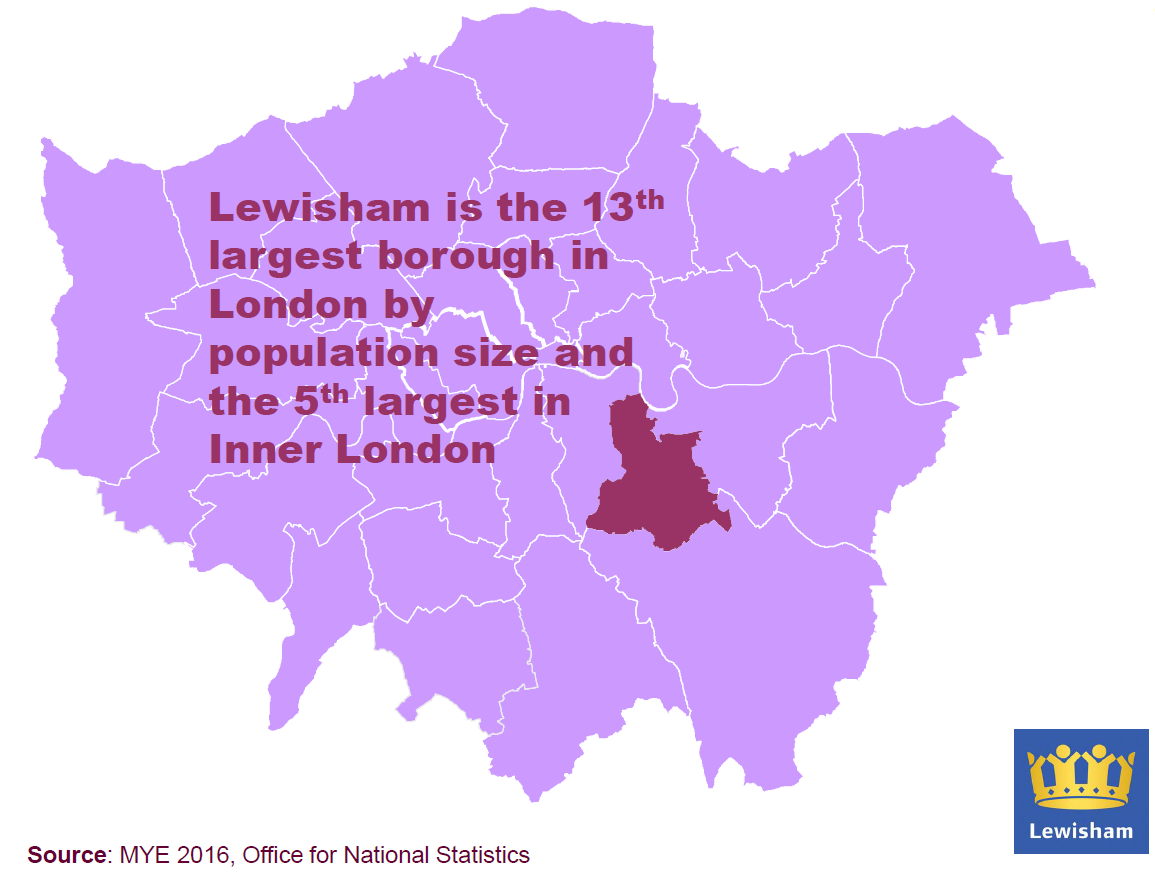 Lewisham is the 13th
largest borough in
London by
population size and
the 5th largest in
Inner London
Lewisham
Source: MYE 2016, Office for National Statistics